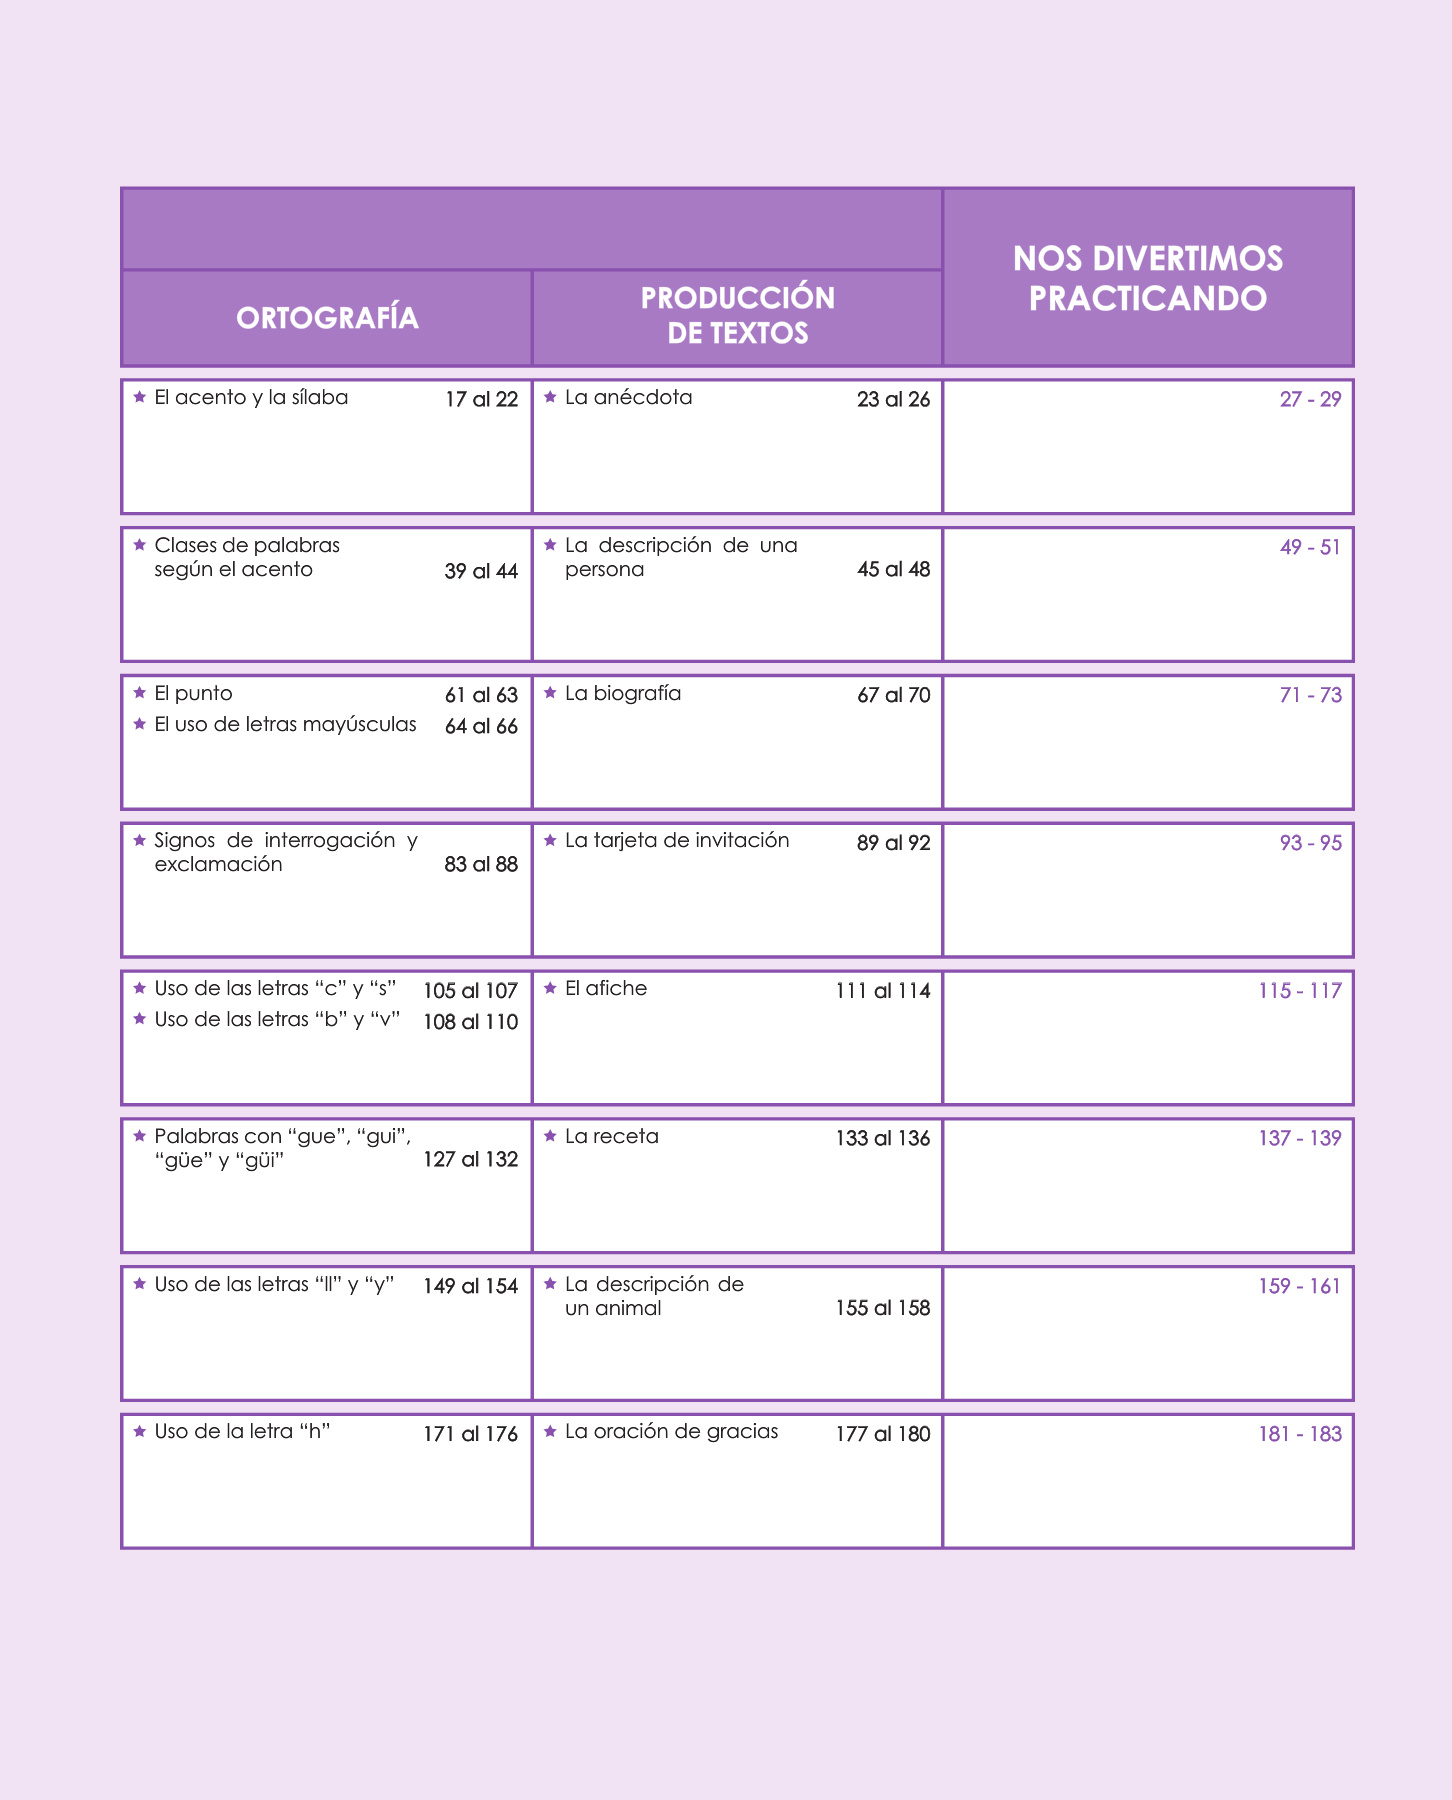 NOS DIVERTIMOS
PRACTICANDO
ORTOGRAFÍA
PRODUCCIÓN
DE TEXTOS
El acento y la sílaba 17 al 22
La anécdota 23 al 26
27 - 29
Clases de palabras
según el acento 39 al 44
La descripción de una
persona 45 al 48
49 - 51
El punto 61 al 63
El uso de letras mayúsculas 64 al 66
La biografía 67 al 70
71 - 73
Signos de interrogación y
exclamación 83 al 88
La tarjeta de invitación 89 al 92
93 - 95
Uso de las letras “c” y “s” 105 al 107
Uso de las letras “b” y “v” 108 al 110
El afiche 111 al 114
115 - 117
Palabras con “gue”, “gui”,
“güe” y “güi” 127 al 132
La receta 133 al 136
137 - 139
Uso de las letras “ll” y “y” 149 al 154
La descripción de
un animal 155 al 158
159 - 161
Uso de la letra “h” 171 al 176
La oración de gracias 177 al 180
181 - 183